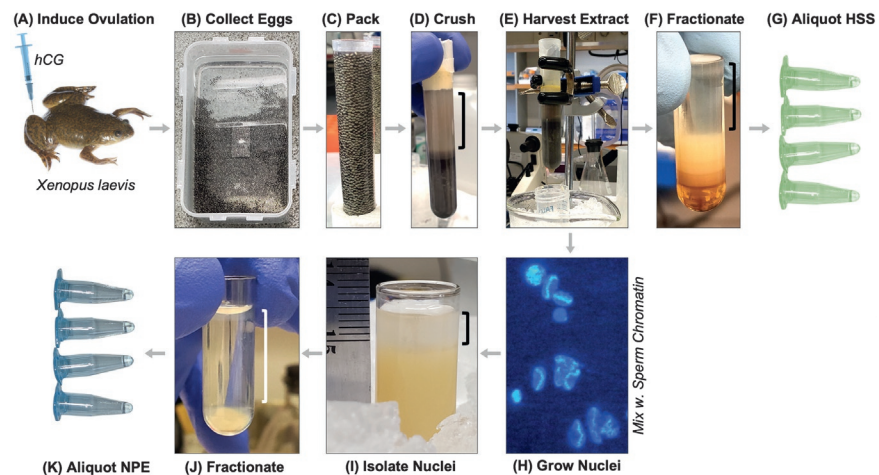 (A) Induce Ovulation
(B) Collect Eggs
(C) Pack
(D) Crush
(E) Harvest Extract
(F) Fractionate
(G) Aliquot HSS
hCG
Xenopus laevis
Mix w. Sperm Chromatin
(K) Aliquot NPE
(J) Fractionate
(I) Isolate Nuclei
(H) Grow Nuclei